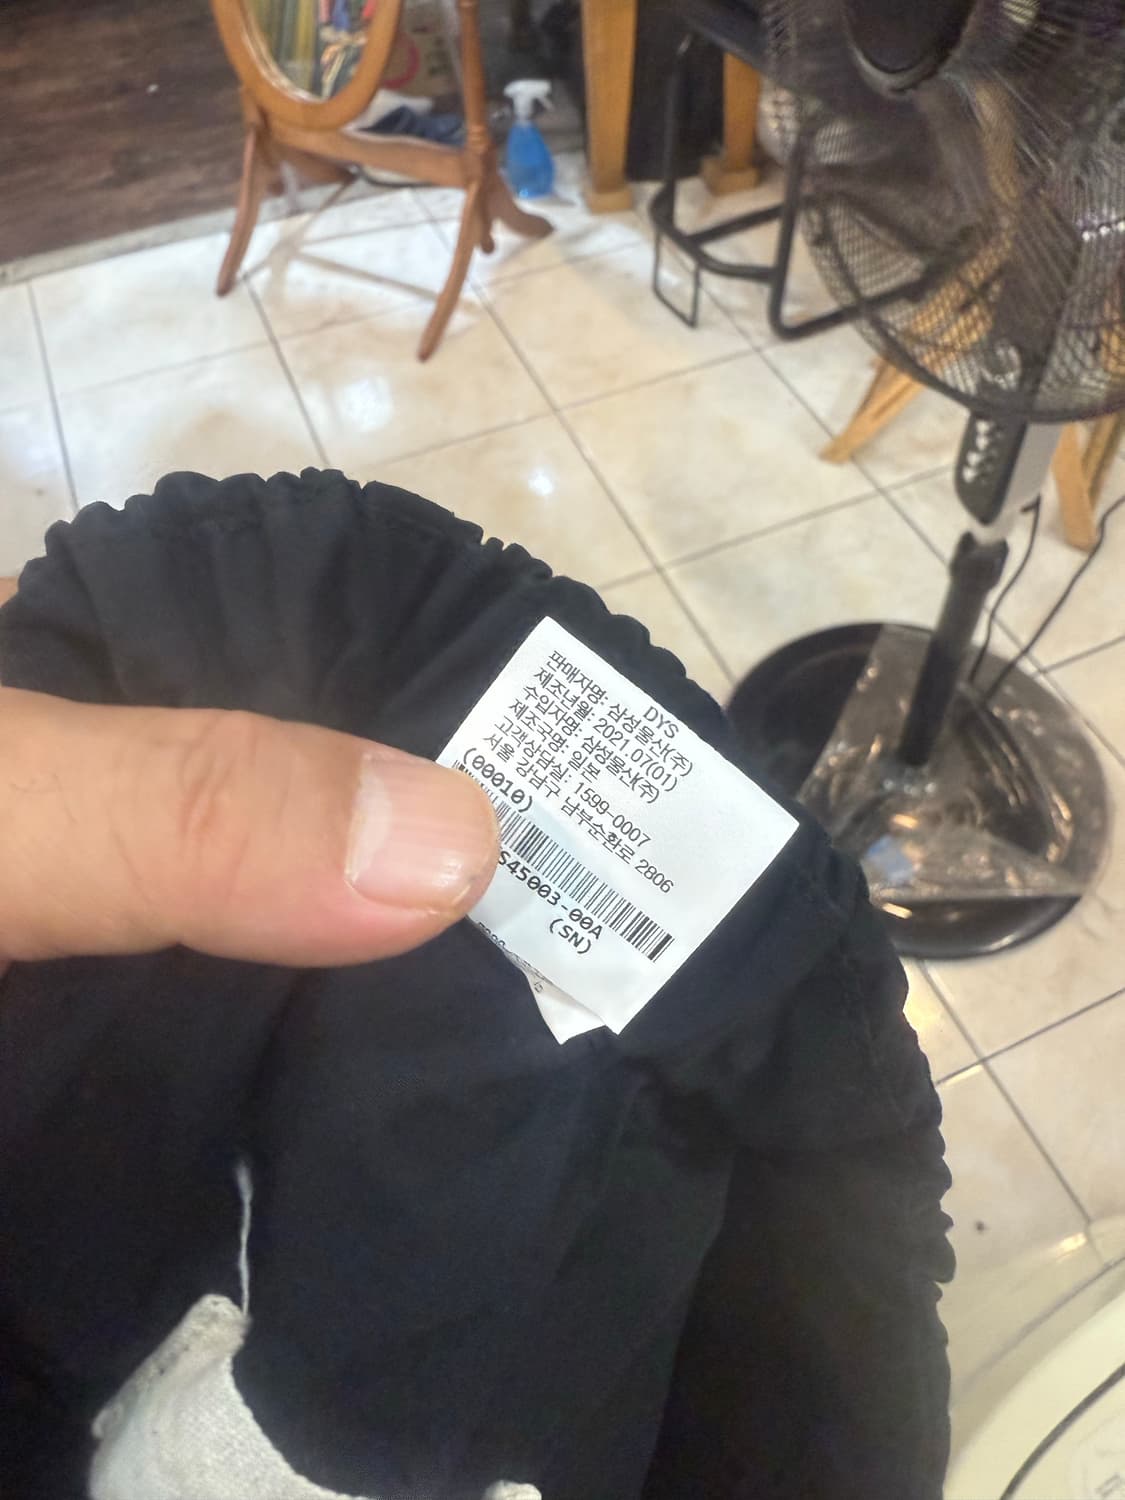 DYS
판매자명: 삼성물산(주)
제조년월: 2021.07(01)
수입자명: 삼성물산(주)
제조국명: 일본
고객상담실: 1599-0007
서울 강남구 남부순환로 2806
(00010)
S45003-00A
(SN)